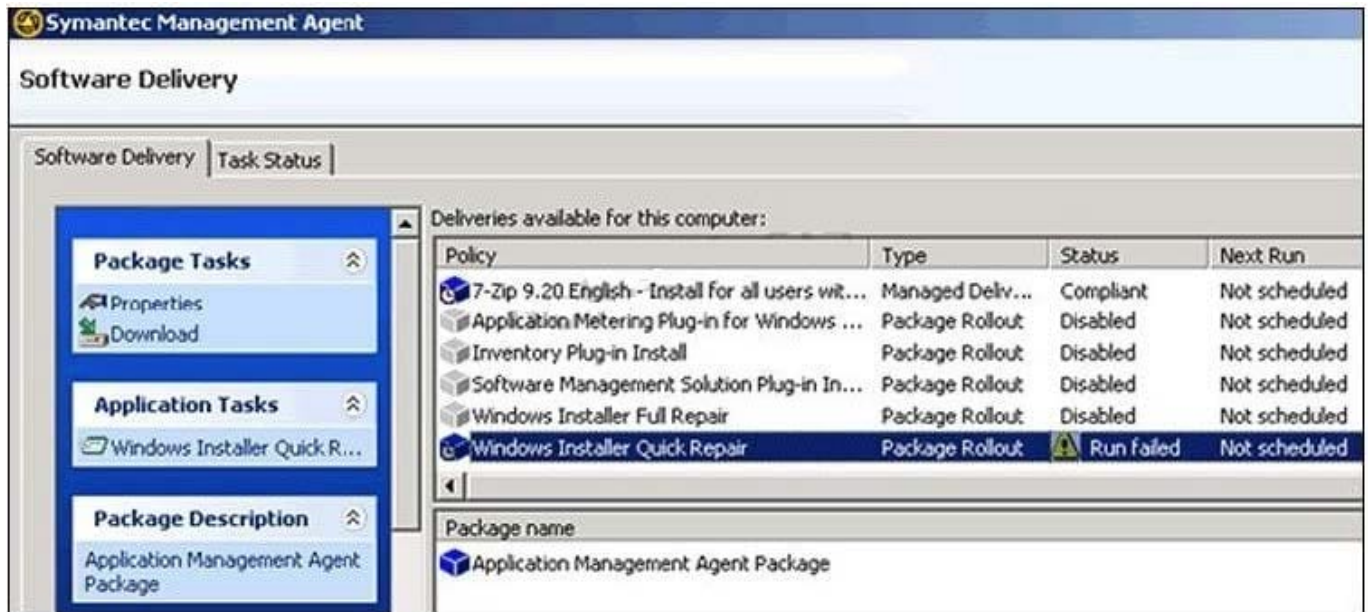 Symantec Management Agent
Software Delivery
Software Delivery Task Status
Package Tasks
Properties
Download
Application Tasks
Windows Installer Quick R...
Package Description
Application Management Agent
Package
Deliveries available for this computer:
Policy Type Status Next Run
7-Zip 9.20 English - Install for all users wit... Managed Deliv... Compliant Not scheduled
Application Metering Plug-in for Windows ... Package Rollout Disabled Not scheduled
Inventory Plug-in Install Package Rollout Disabled Not scheduled
Software Management Solution Plug-in In... Package Rollout Disabled Not scheduled
Windows Installer Full Repair Package Rollout Disabled Not scheduled
Windows Installer Quick Repair Package Rollout Run failed Not scheduled
Package name
Application Management Agent Package